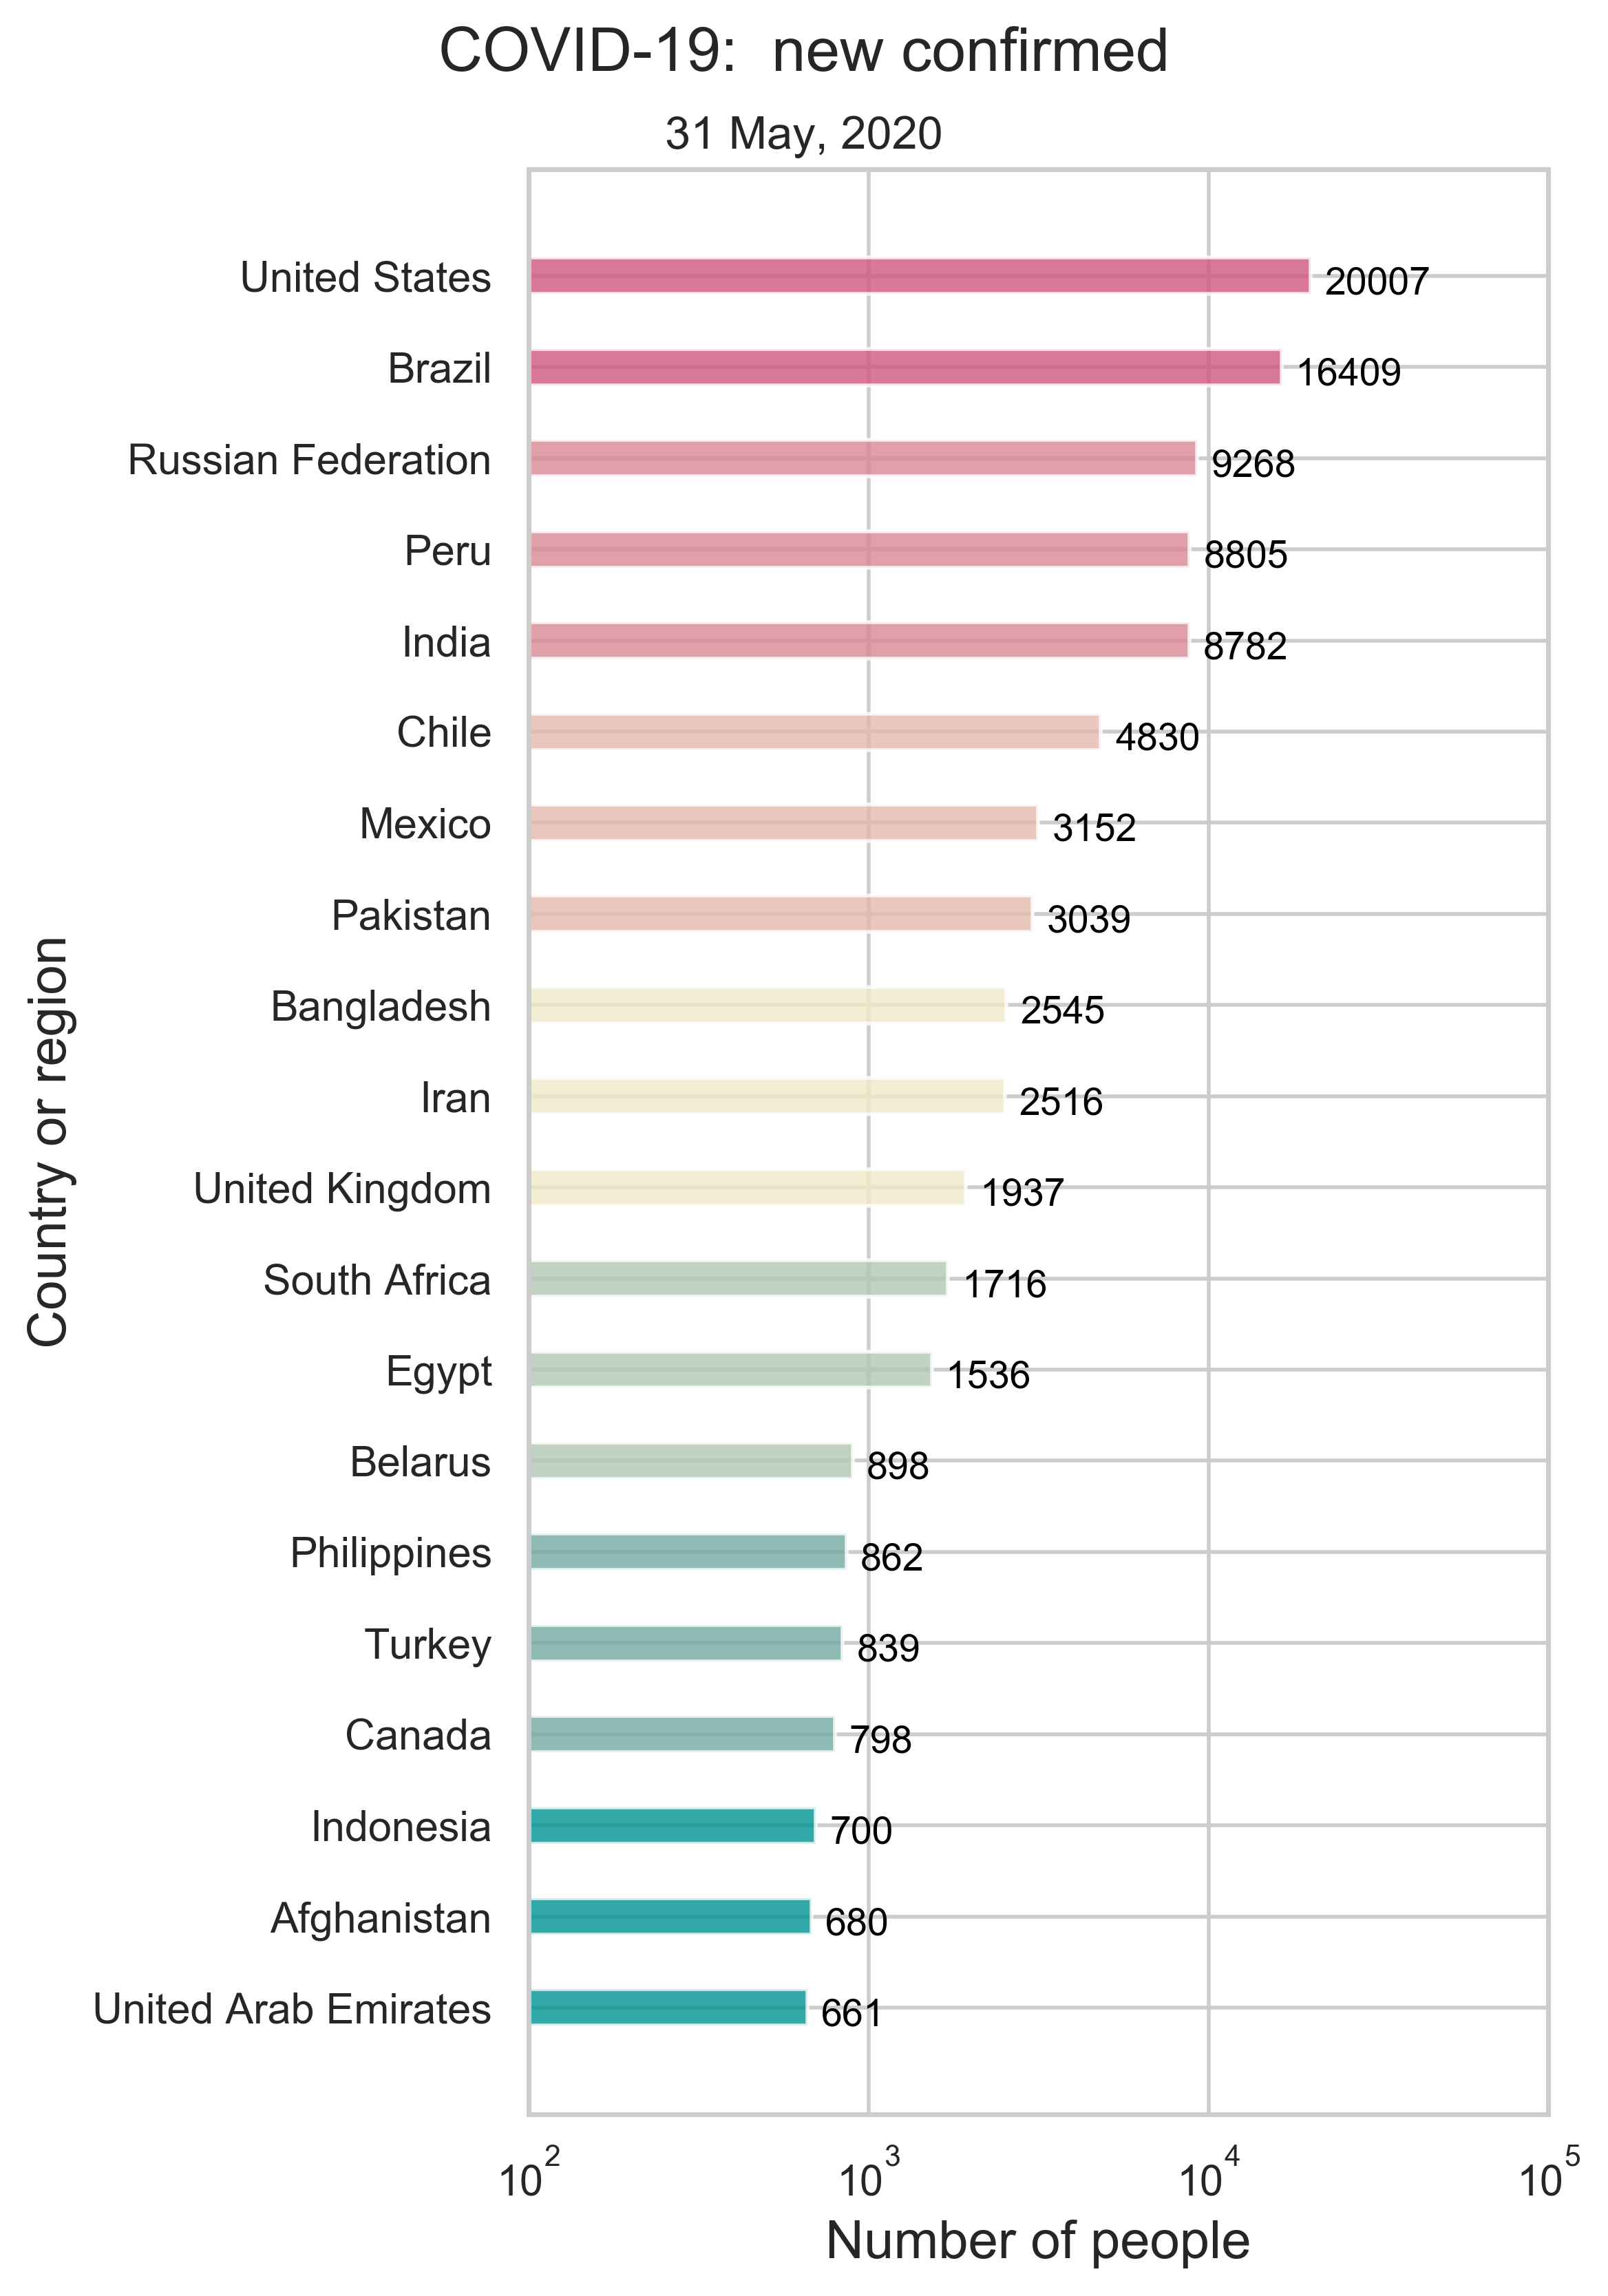 COVID-19:  new confirmed
31 May, 2020
United States 20007
Brazil 16409
Russian Federation 9268
Peru 8805
India 8782
Chile 4830
Mexico 3152
Pakistan 3039
Bangladesh 2545
Iran 2516
United Kingdom 1937
South Africa 1716
Egypt 1536
Belarus 898
Philippines 862
Turkey 839
Canada 798
Indonesia 700
Afghanistan 680
United Arab Emirates 661
Country or region
10² 10³ 10⁴ 10⁵
Number of people